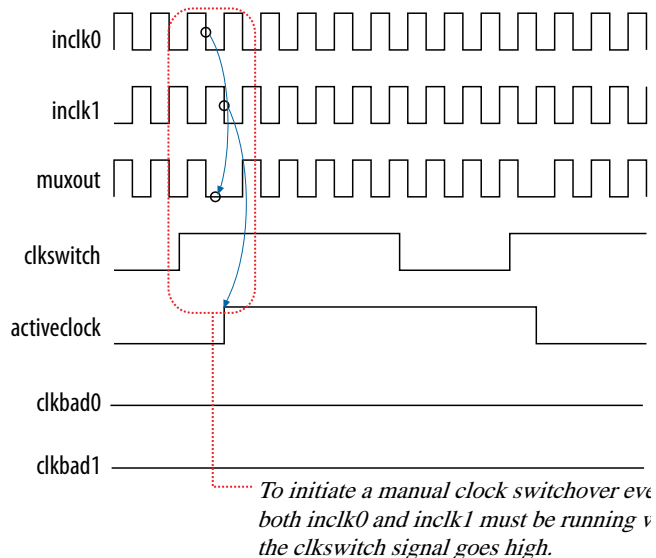 inclk0
inclk1
muxout
clkswitch
activeclock
clkbad0
clkbad1
To initiate a manual clock switchover
both inclk0 and inclk1 must be running
the clkswitch signal goes high.